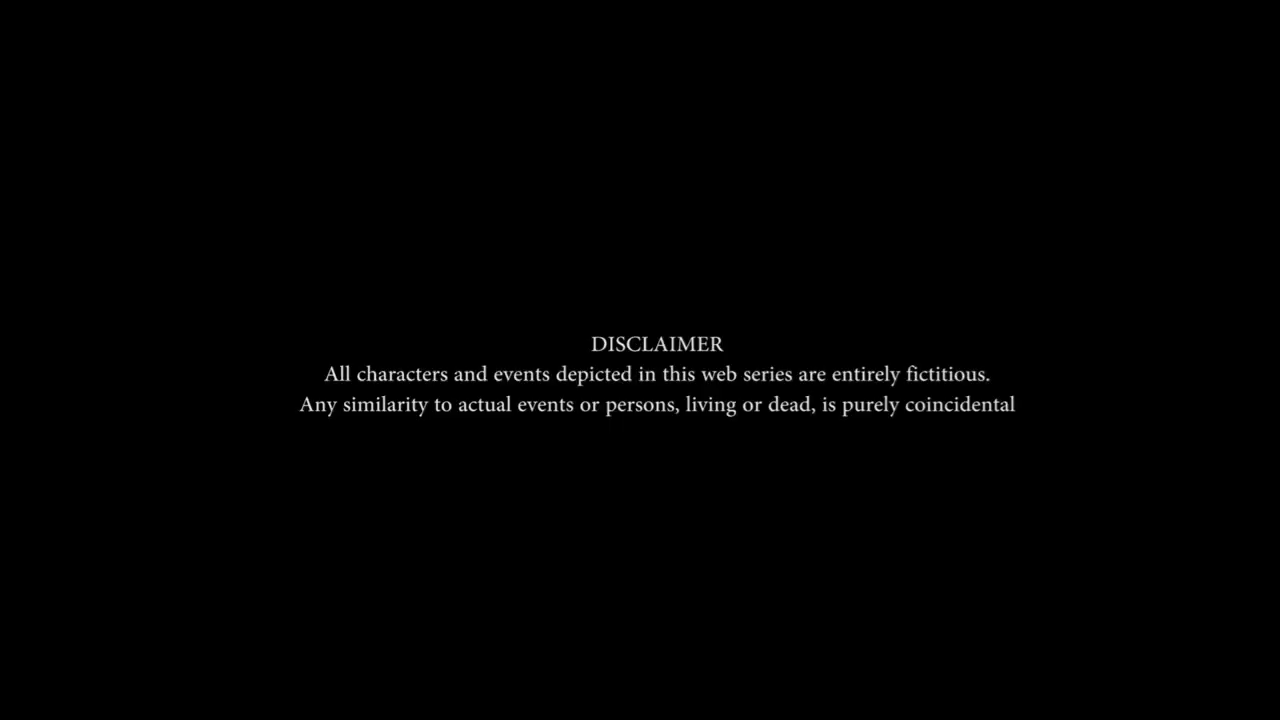 DISCLAIMER
All characters and events depicted in this web series are entirely fictitious.
Any similarity to actual events or persons, living or dead, is purely coincidental